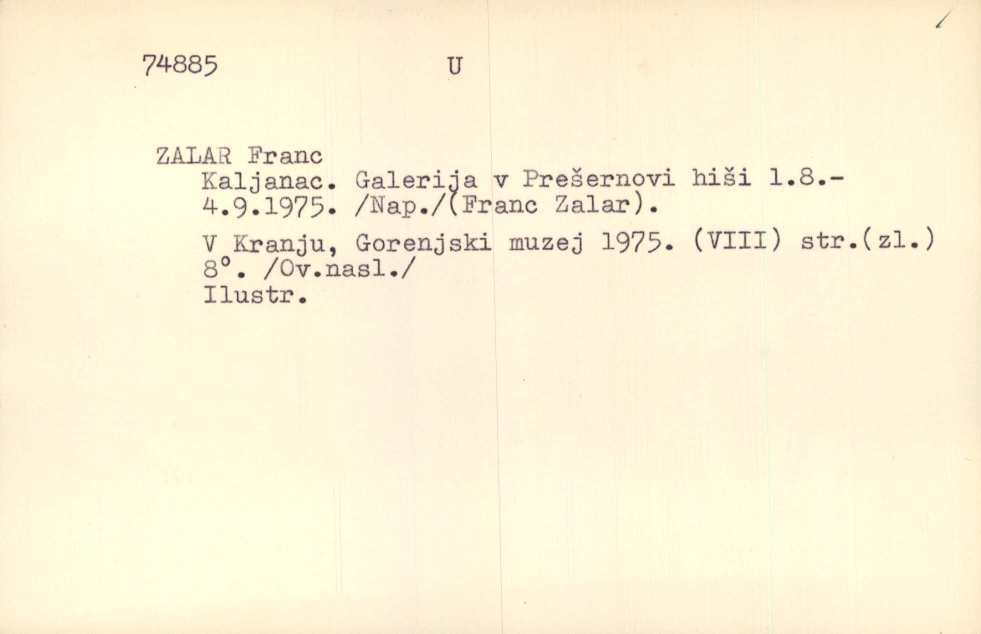 74885 U
ZALAR Franc
Kaljanac. Galerija v Prešernovi hiši 1.8.-
4.9.1975. /Nap./(Franc Zalar).
V Kranju, Gorenjski muzej 1975. (VIII) str.(zl.)
8°. /Ov.nasl./
Ilustr.